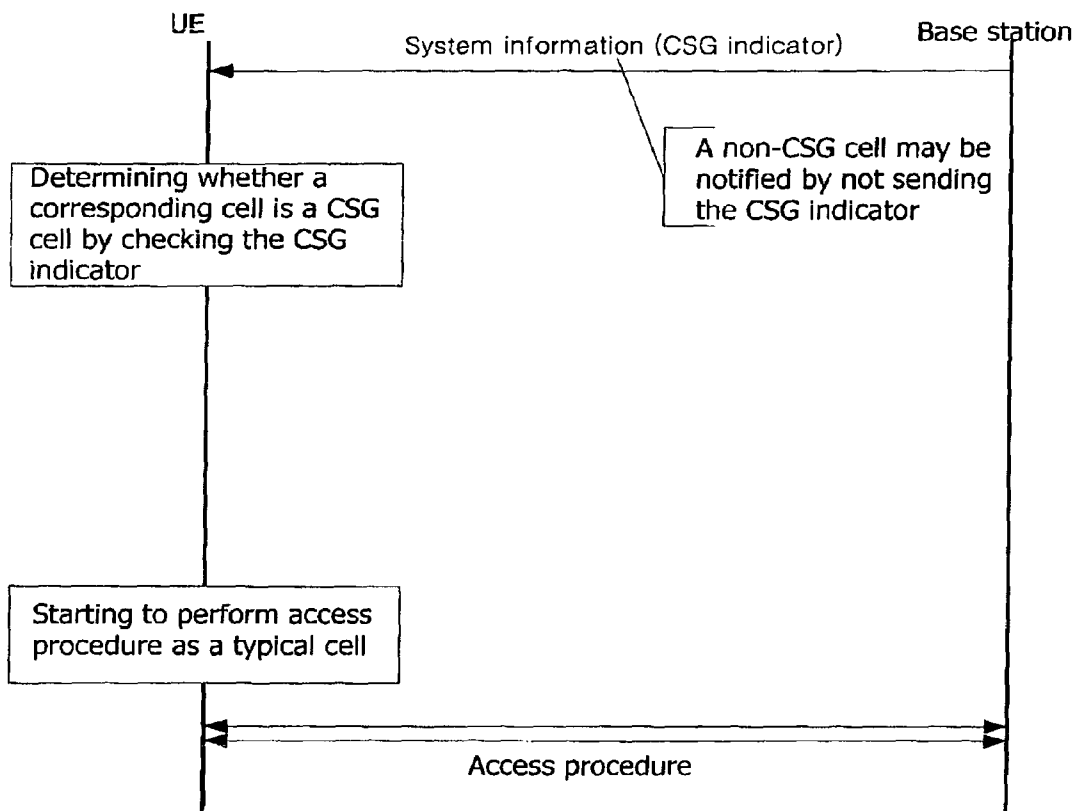 UE
Base station
System information (CSG indicator)
A non-CSG cell may be
notified by not sending
the CSG indicator
Determining whether a
corresponding cell is a CSG
cell by checking the CSG
indicator
Starting to perform access
procedure as a typical cell
Access procedure